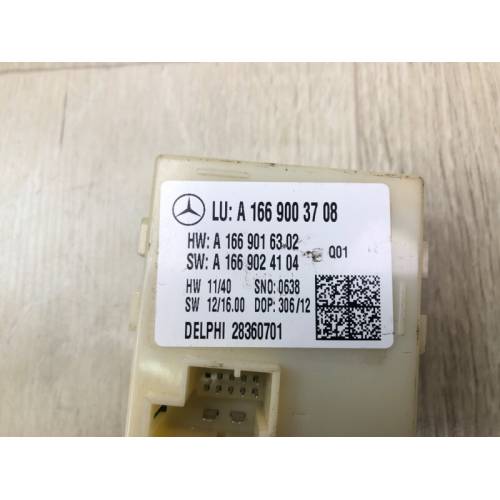 LU: A 166 900 37 08
HW: A 166 901 63 02
SW: A 166 902 41 04
Q01
HW 11/40 SNO: 0638
SW 12/16.00 DOP: 306/12
DELPHI 28360701